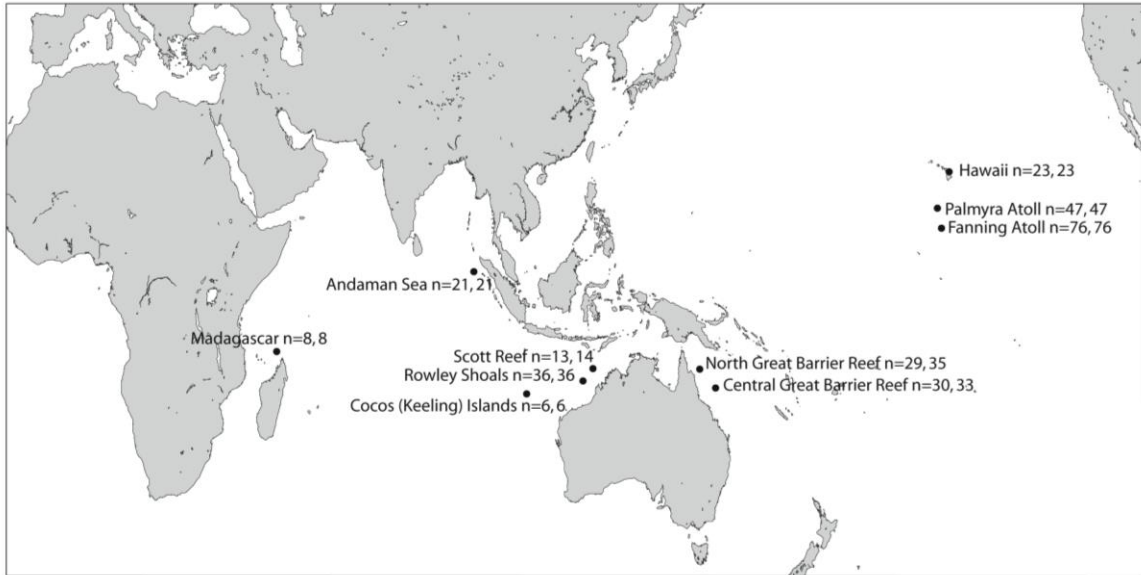 Hawaii n=23, 23
Palmyra Atoll n=47, 47
Fanning Atoll n=76, 76
Andaman Sea n=21, 21
Madagascar n=8, 8
Scott Reef n=13, 14
North Great Barrier Reef n=29, 35
Rowley Shoals n=36, 36
Central Great Barrier Reef n=30, 33
Cocos (Keeling) Islands n=6, 6